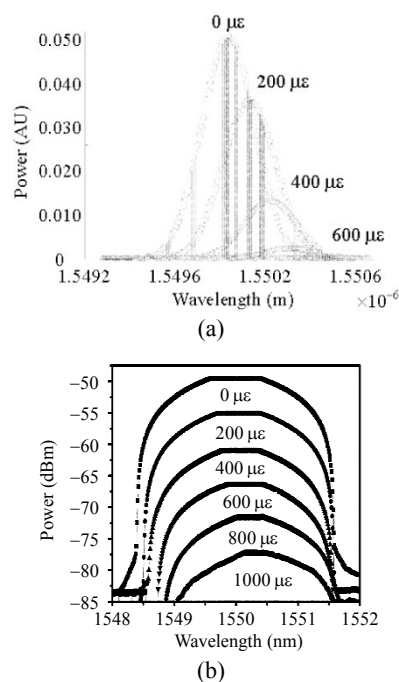 0 με
0.050
0.040
200 με
0.030
0.020
400 με
0.010
600 με
0
Power (AU)
1.5492 1.5496 1.5502 1.5506
Wavelength (m) ×10⁻⁶
(a)
−50
−55
−60
−65
−70
−75
−80
−85
Power (dBm)
0 με
200 με
400 με
600 με
800 με
1000 με
1548 1549 1550 1551 1552
Wavelength (nm)
(b)